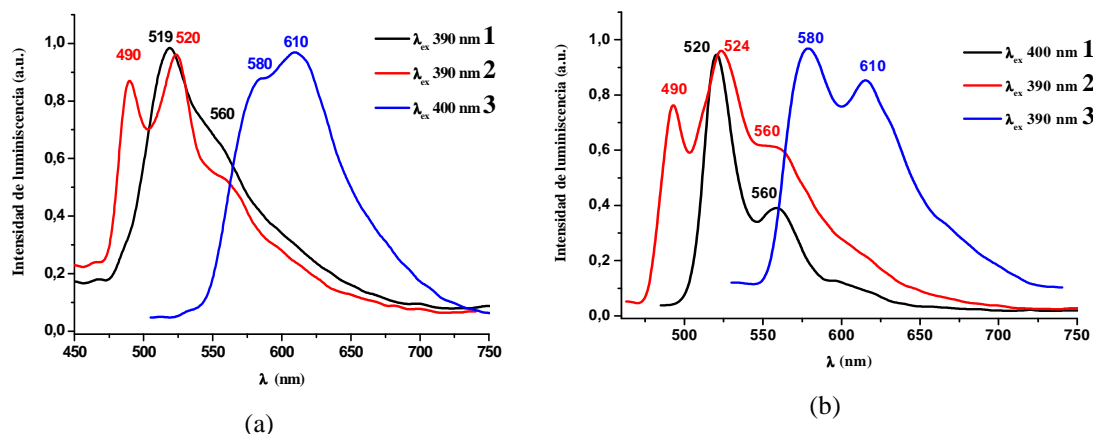 519
520
490
580
610
560
λex 390 nm 1
λex 390 nm 2
λex 400 nm 3
Intensidad de luminiscencia (a.u.)
1,0
0,8
0,6
0,4
0,2
0,0
450 500 550 600 650 700 750
λ (nm)
(a)
520
524
490
580
610
560
560
λex 400 nm 1
λex 390 nm 2
λex 390 nm 3
Intensidad de luminiscencia (a.u.)
1,0
0,8
0,6
0,4
0,2
0,0
500 550 600 650 700 750
λ (nm)
(b)